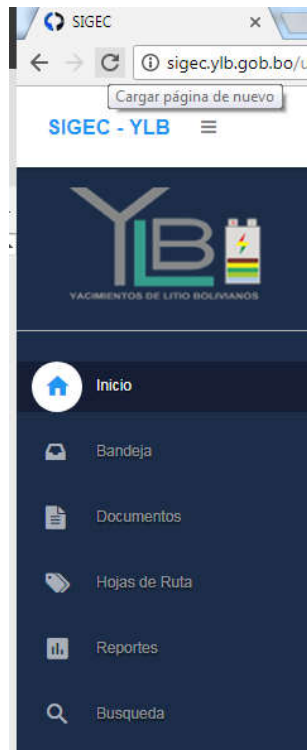 SIGEC
sigec.ylb.gob.bo/u
Cargar página de nuevo
SIGEC - YLB
YLB
YACIMIENTOS DE LITIO BOLIVIANOS
Inicio
Bandeja
Documentos
Hojas de Ruta
Reportes
Busqueda